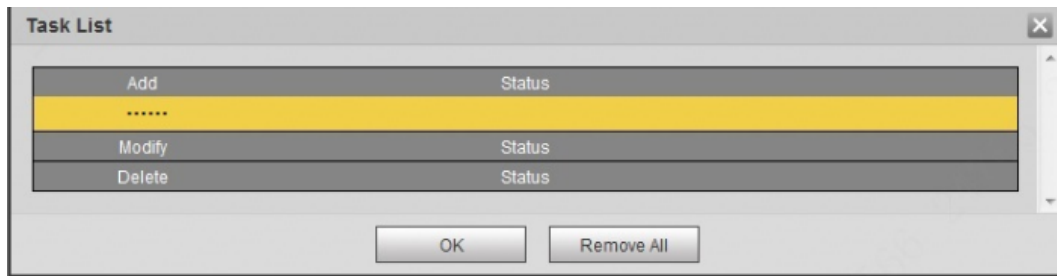 Task List
Add Status
••••••
Modify Status
Delete Status
OK Remove All